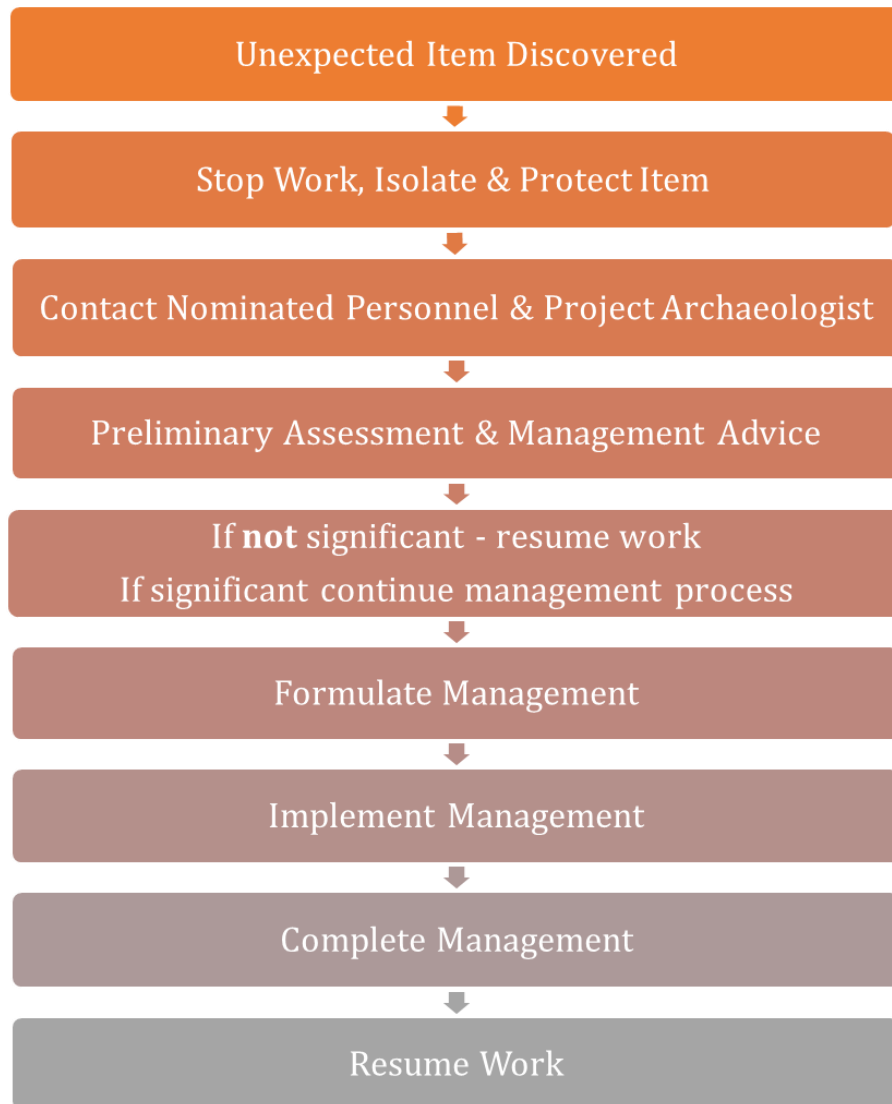 Unexpected Item Discovered
Stop Work, Isolate & Protect Item
Contact Nominated Personnel & Project Archaeologist
Preliminary Assessment & Management Advice
If not significant - resume work
If significant continue management process
Formulate Management
Implement Management
Complete Management
Resume Work